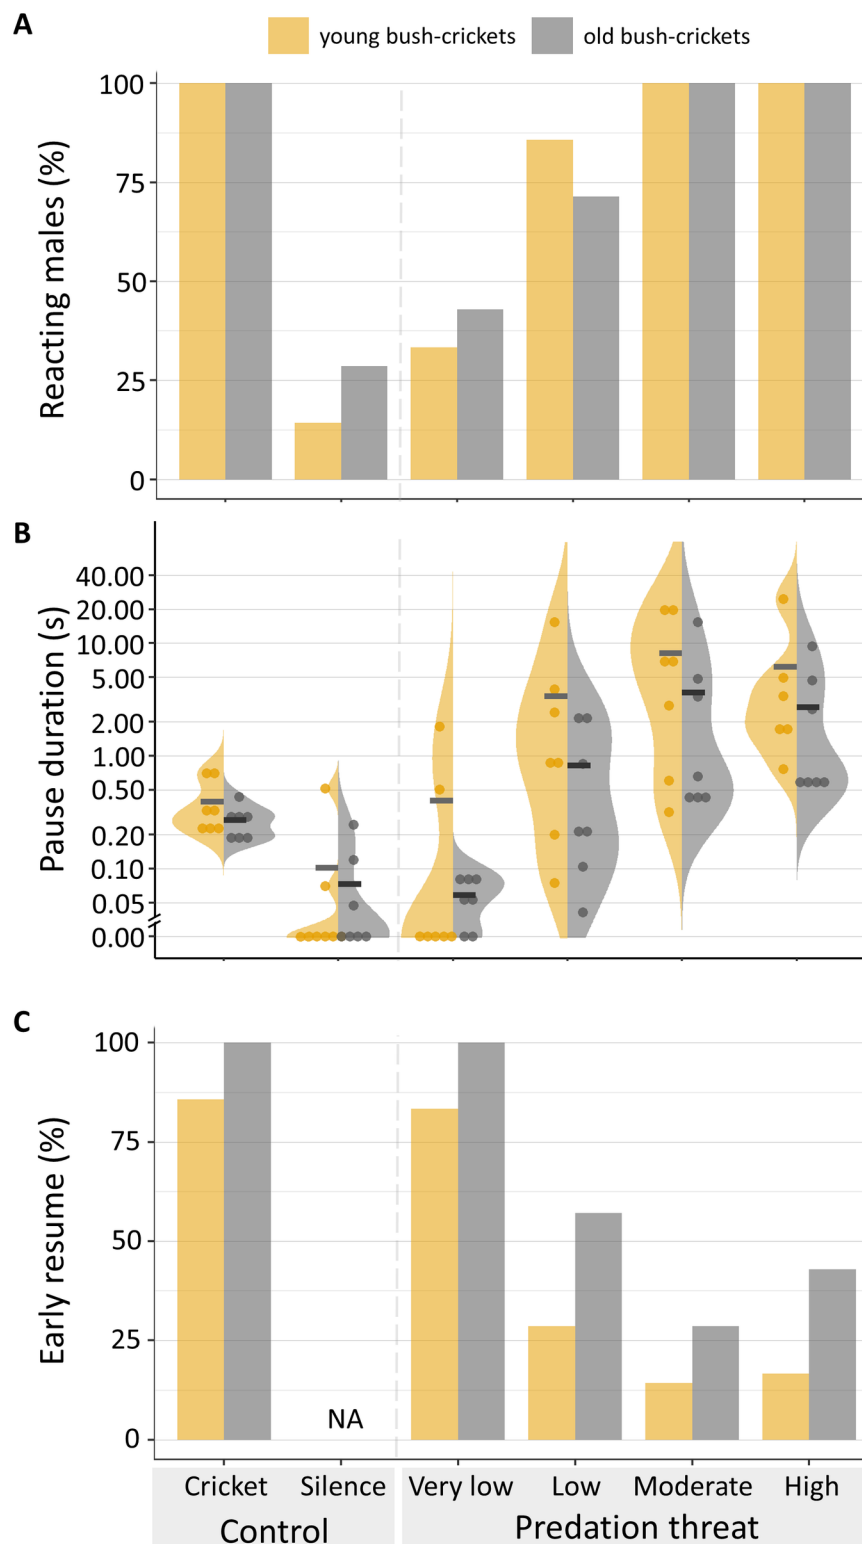 A
young bush-crickets old bush-crickets
Reacting males (%)
100
75
50
25
0
B
Pause duration (s)
40.00
20.00
10.00
5.00
2.00
1.00
0.50
0.20
0.10
0.05
0.00
C
Early resume (%)
100
75
50
25
0
NA
Cricket Silence Very low Low Moderate High
Control Predation threat